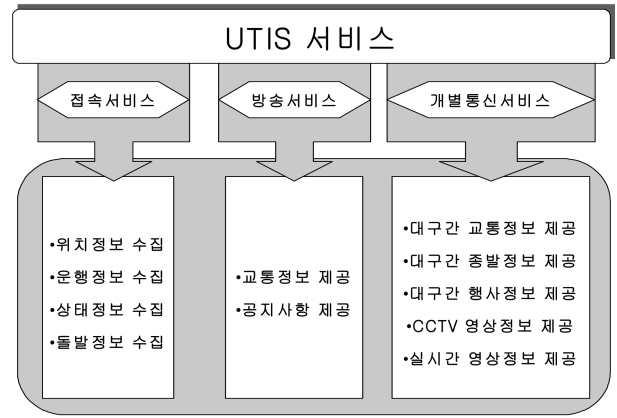 UTIS 서비스
접속서비스
방송서비스
개별통신서비스
•위치정보 수집
•운행정보 수집
•상태정보 수집
•돌발정보 수집
•교통정보 제공
•공지사항 제공
•대구간 교통정보 제공
•대구간 종발정보 제공
•대구간 행사정보 제공
•CCTV 영상정보 제공
•실시간 영상정보 제공